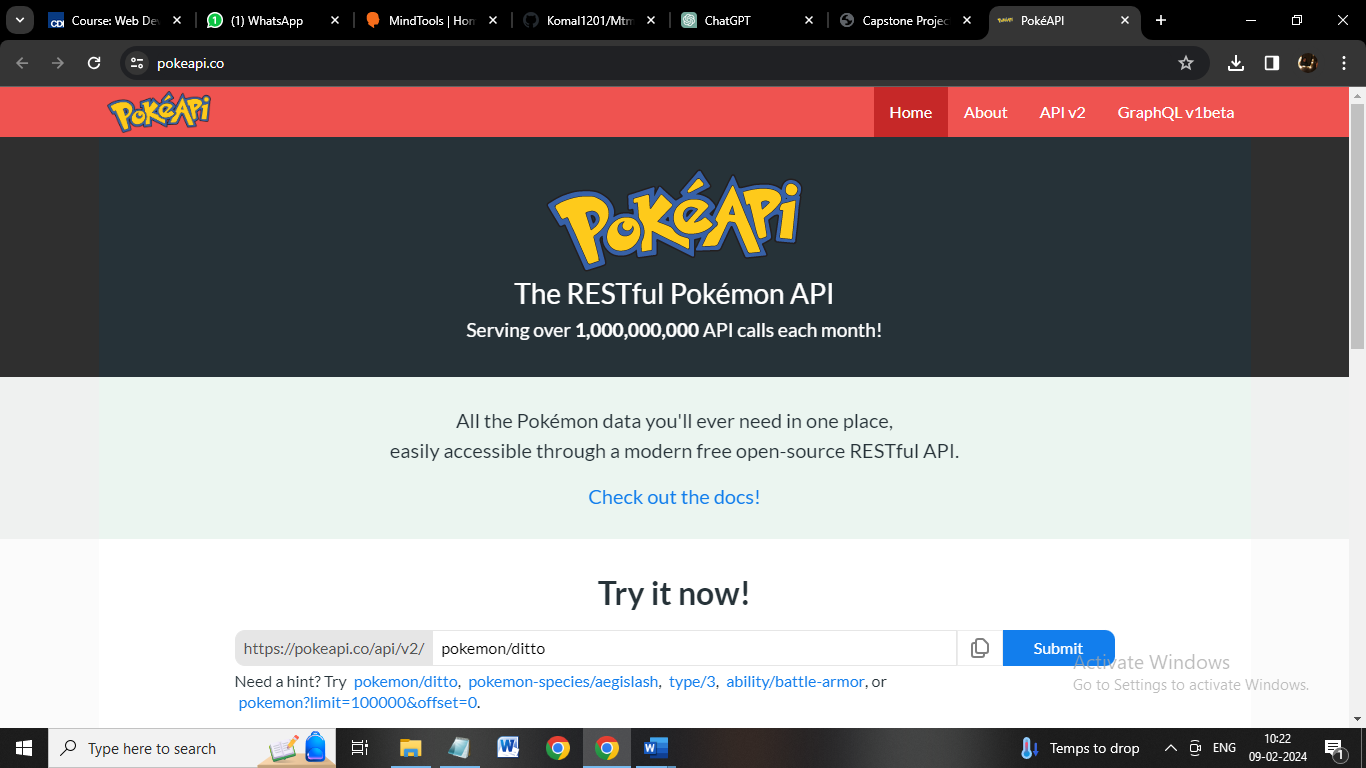 Course: Web De
(1) WhatsApp
MindTools | Hom
Komal1201/Mtm
ChatGPT
Capstone Projec
PokéAPI
pokeapi.co
PokéAPi
Home
About
API v2
GraphQL v1beta
PokéAPi
The RESTful Pokémon API
Serving over 1,000,000,000 API calls each month!
All the Pokémon data you'll ever need in one place,
easily accessible through a modern free open-source RESTful API.
Check out the docs!
Try it now!
https://pokeapi.co/api/v2/
pokemon/ditto
Submit
Need a hint? Try pokemon/ditto, pokemon-species/aegislash, type/3, ability/battle-armor, or
pokemon?limit=100000&offset=0.
Activate Windows
Go to Settings to activate Windows.
Type here to search
Temps to drop
ENG
10:22
09-02-2024
1